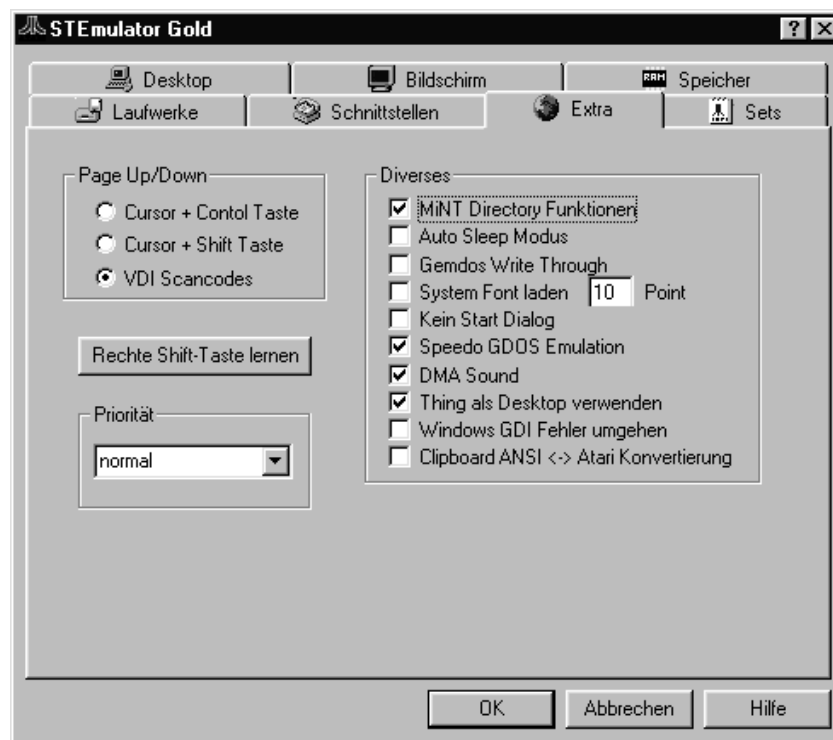 STEmulator Gold
Desktop Bildschirm RAM Speicher
Laufwerke Schnittstellen Extra Sets
Page Up/Down
Cursor + Contol Taste
Cursor + Shift Taste
VDI Scancodes
Rechte Shift-Taste lernen
Priorität
normal
Diverses
MiNT Directory Funktionen
Auto Sleep Modus
Gemdos Write Through
System Font laden 10 Point
Kein Start Dialog
Speedo GDOS Emulation
DMA Sound
Thing als Desktop verwenden
Windows GDI Fehler umgehen
Clipboard ANSI <-> Atari Konvertierung
OK Abbrechen Hilfe